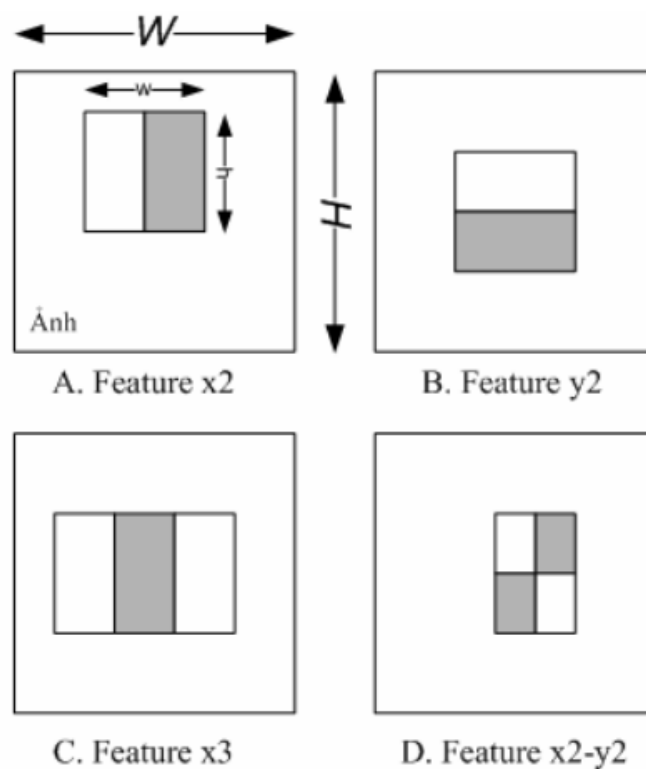 W
w
h
H
Ảnh
A. Feature x2
B. Feature y2
C. Feature x3
D. Feature x2-y2